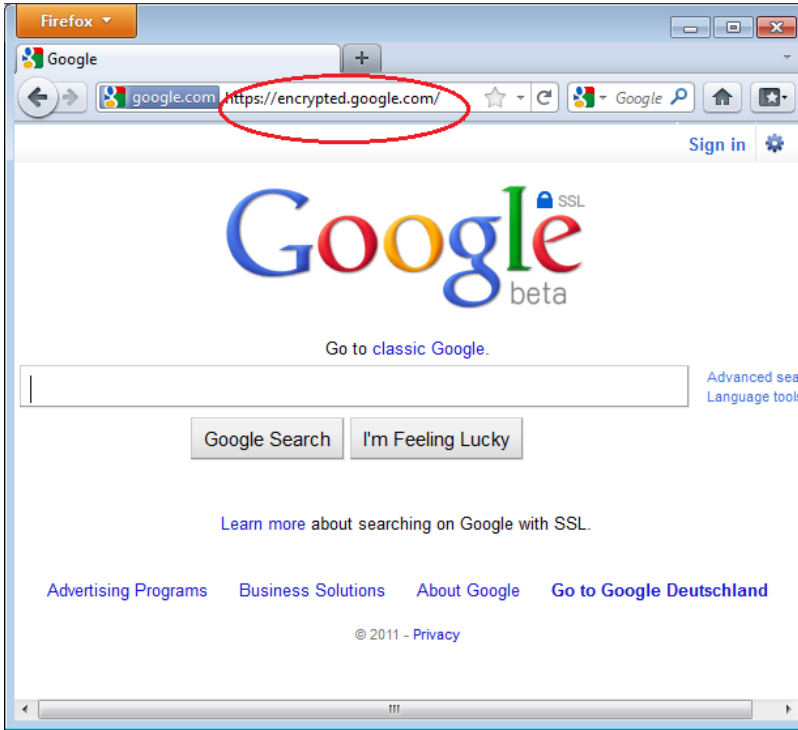 Firefox
Google
google.com https://encrypted.google.com/ Google
Sign in
Google SSL
beta
Go to classic Google.
Advanced sea
Language tools
Google Search I'm Feeling Lucky
Learn more about searching on Google with SSL.
Advertising Programs Business Solutions About Google Go to Google Deutschland
© 2011 - Privacy